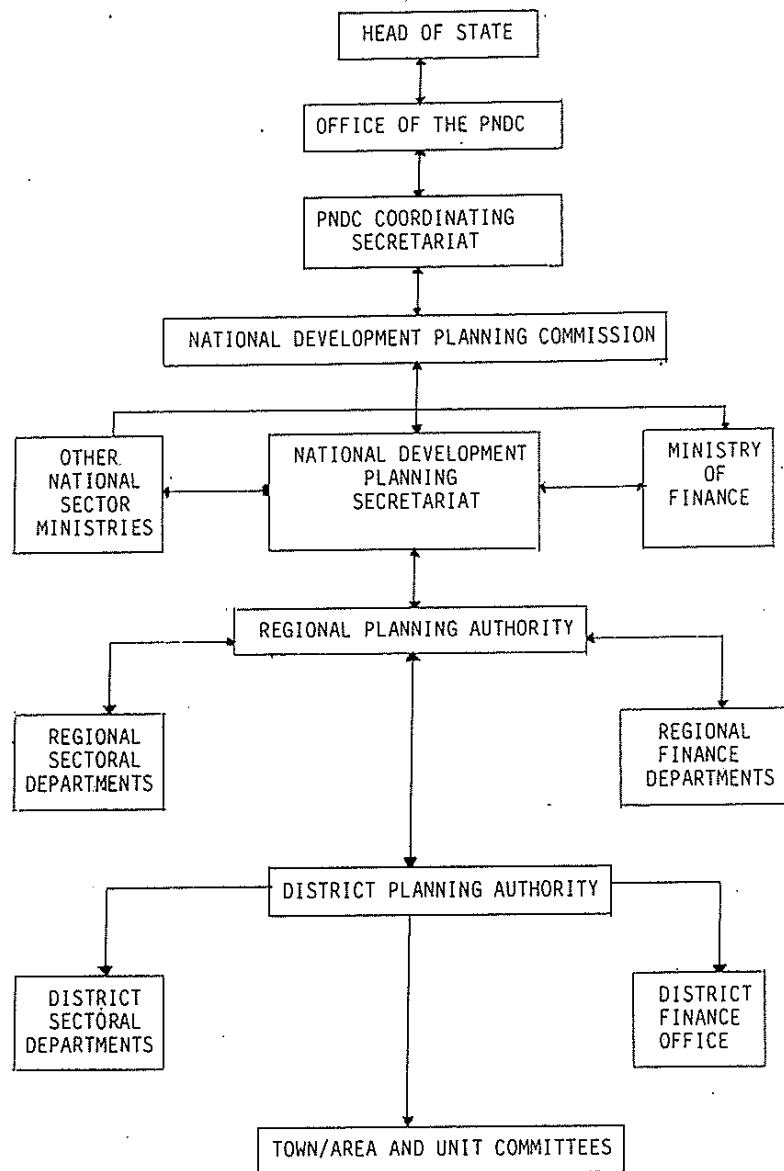 HEAD OF STATE
OFFICE OF THE PNDC
PNDC COORDINATING
SECRETARIAT
NATIONAL DEVELOPMENT PLANNING COMMISSION
OTHER
NATIONAL
SECTOR
MINISTRIES
NATIONAL DEVELOPMENT
PLANNING
SECRETARIAT
MINISTRY
OF
FINANCE
REGIONAL PLANNING AUTHORITY
REGIONAL
SECTORAL
DEPARTMENTS
REGIONAL
FINANCE
DEPARTMENTS
DISTRICT PLANNING AUTHORITY
DISTRICT
SECTORAL
DEPARTMENTS
DISTRICT
FINANCE
OFFICE
TOWN/AREA AND UNIT COMMITTEES